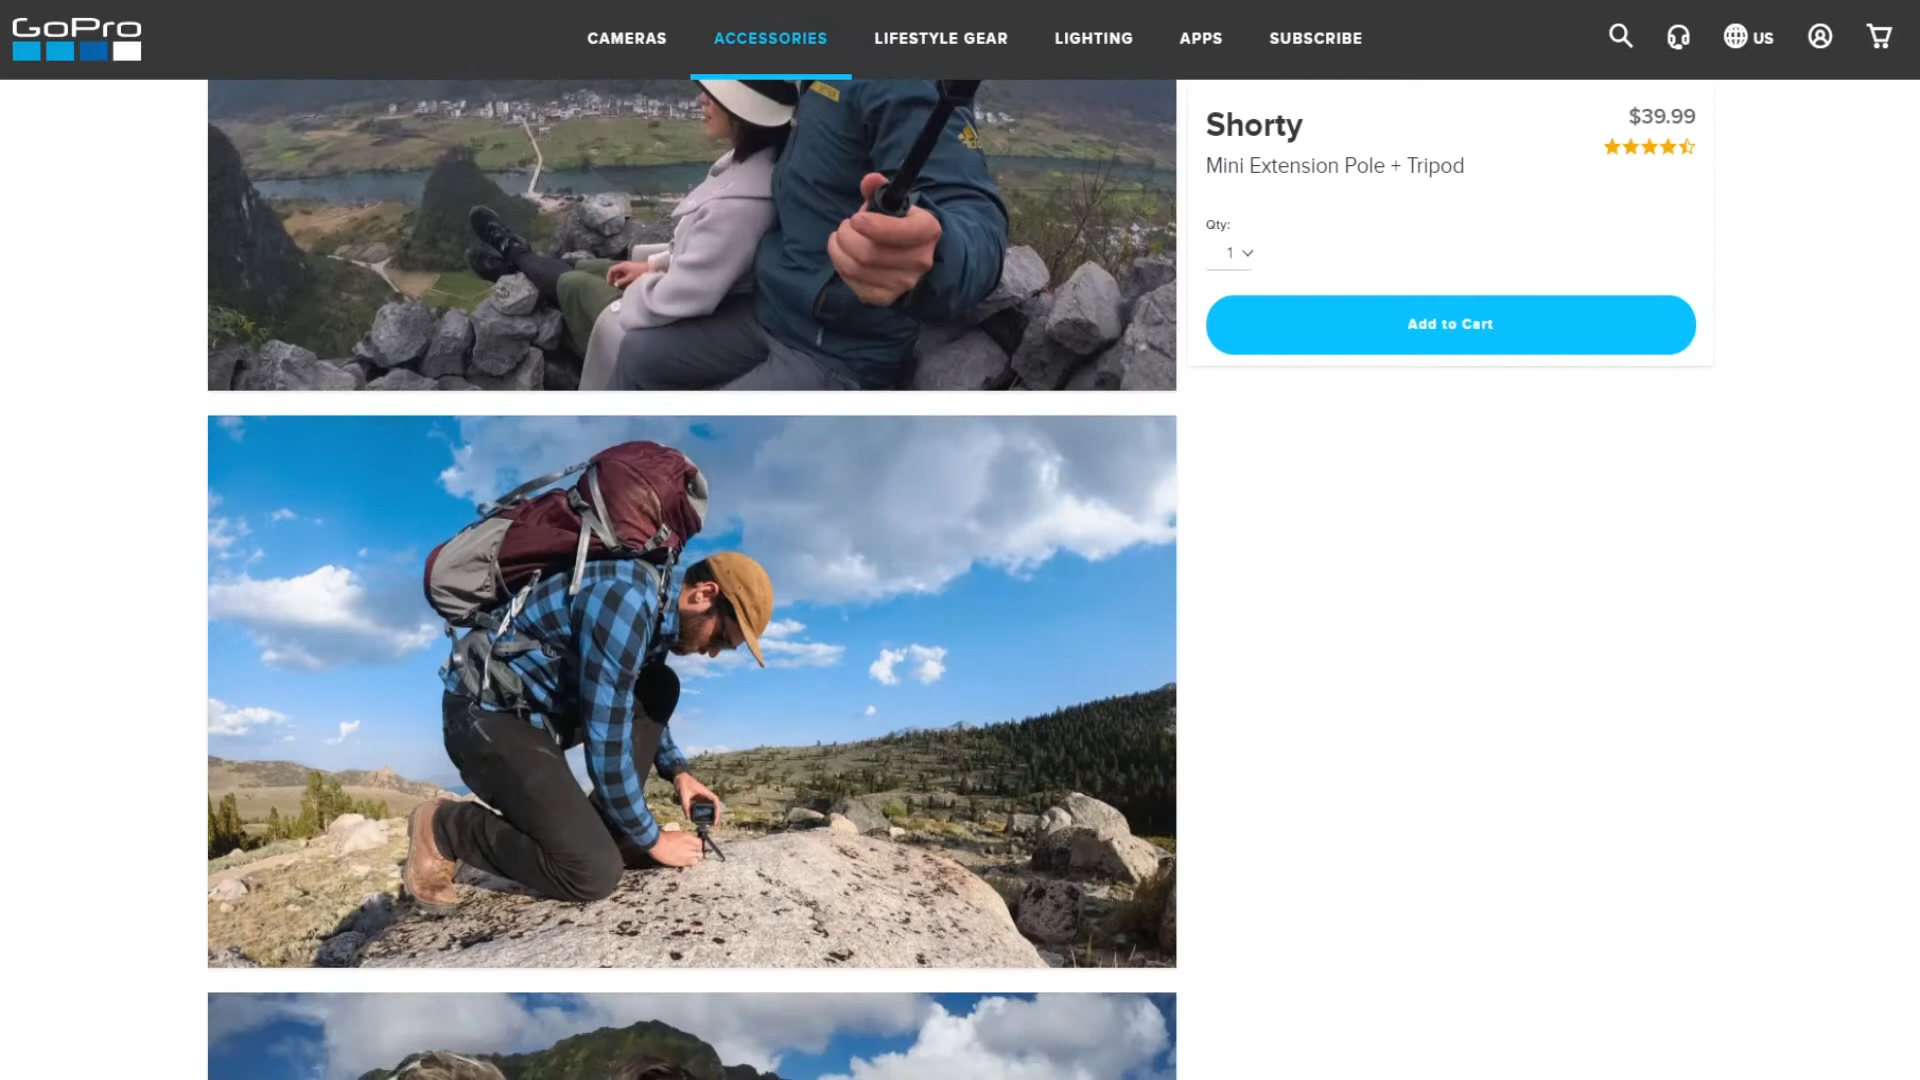 GoPro
CAMERAS
ACCESSORIES
LIFESTYLE GEAR
LIGHTING
APPS
SUBSCRIBE
US
Shorty
$39.99
Mini Extension Pole + Tripod
Qty:
1
Add to Cart